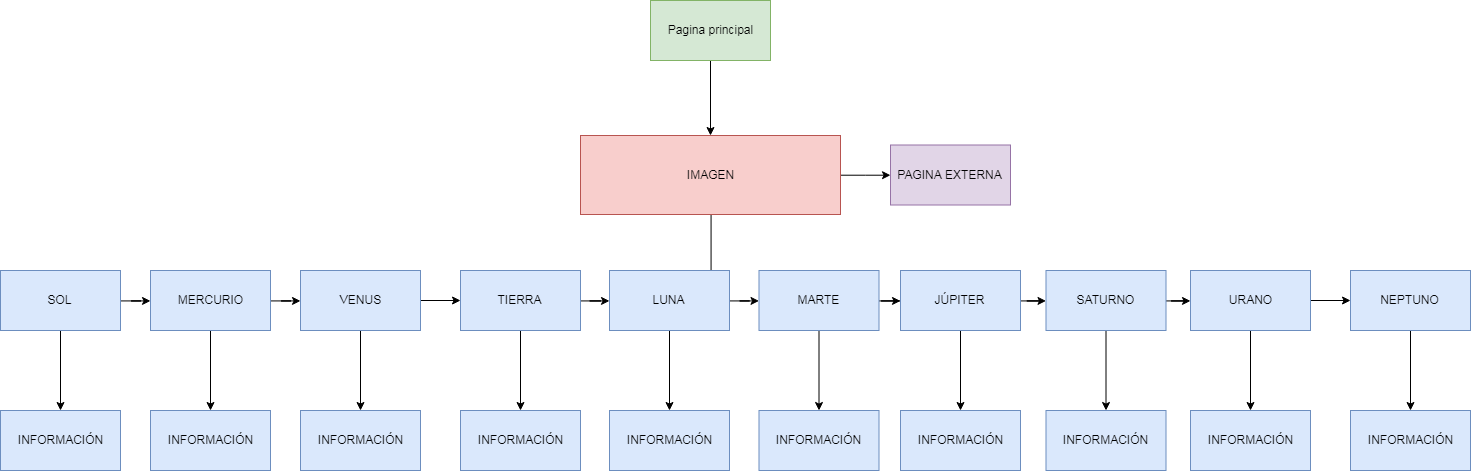 Pagina principal
IMAGEN
PAGINA EXTERNA
SOL
MERCURIO
VENUS
TIERRA
LUNA
MARTE
JÚPITER
SATURNO
URANO
NEPTUNO
INFORMACIÓN
INFORMACIÓN
INFORMACIÓN
INFORMACIÓN
INFORMACIÓN
INFORMACIÓN
INFORMACIÓN
INFORMACIÓN
INFORMACIÓN
INFORMACIÓN